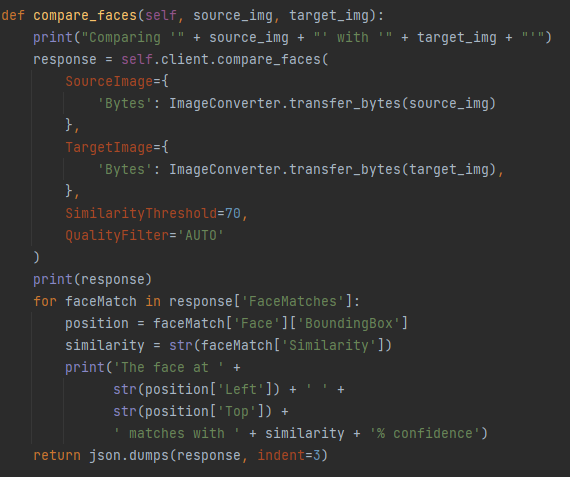 def compare_faces(self, source_img, target_img):
    print("Comparing '" + source_img + "' with '" + target_img + "'")
    response = self.client.compare_faces(
        SourceImage={
            'Bytes': ImageConverter.transfer_bytes(source_img)
        },
        TargetImage={
            'Bytes': ImageConverter.transfer_bytes(target_img),
        },
        SimilarityThreshold=70,
        QualityFilter='AUTO'
    )
    print(response)
    for faceMatch in response['FaceMatches']:
        position = faceMatch['Face']['BoundingBox']
        similarity = str(faceMatch['Similarity'])
        print('The face at ' +
              str(position['Left']) + ' ' +
              str(position['Top']) +
              ' matches with ' + similarity + '% confidence')
    return json.dumps(response, indent=3)